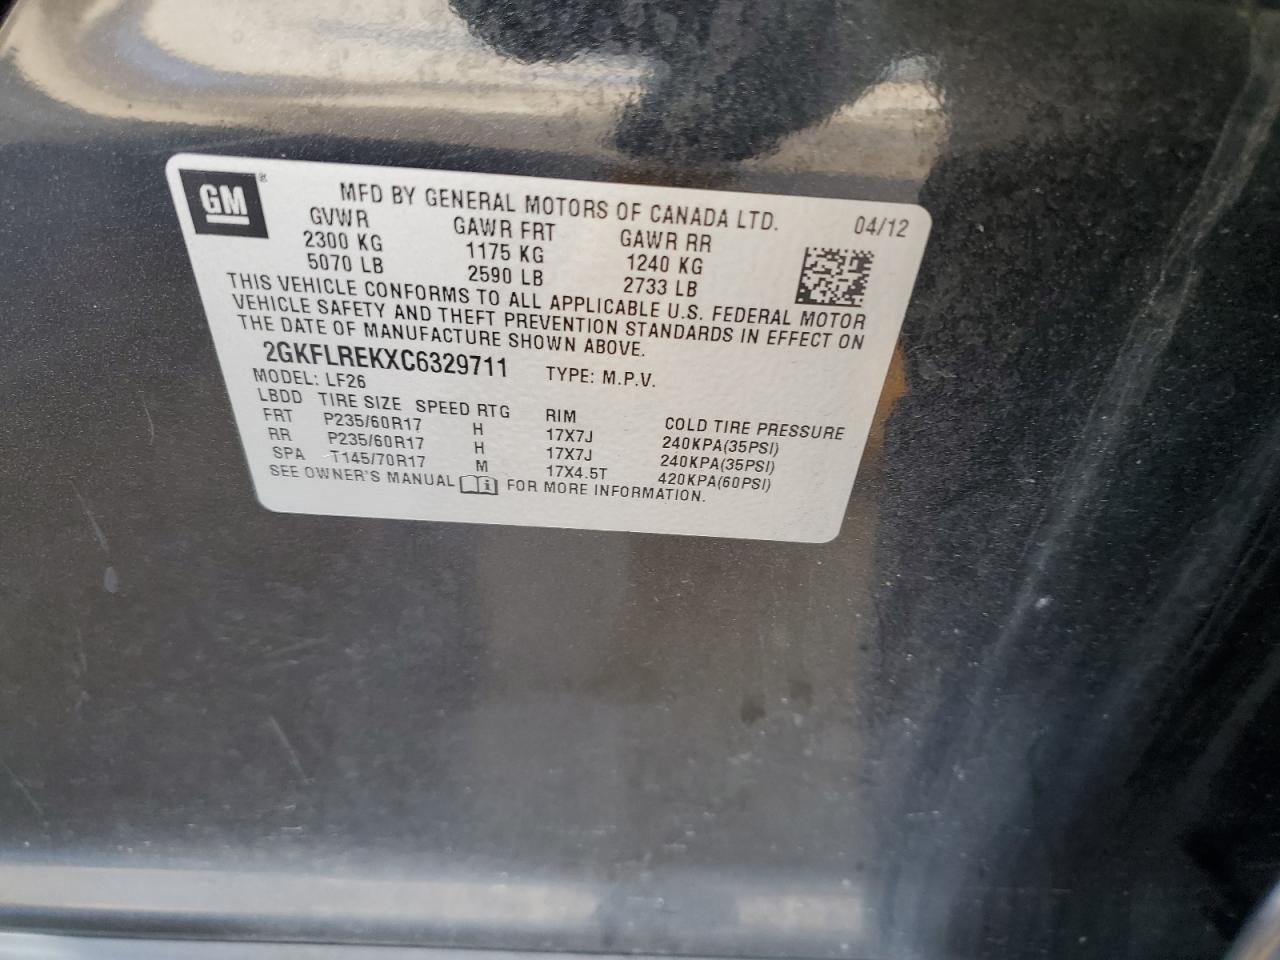 GM®
MFD BY GENERAL MOTORS OF CANADA LTD. 04/12
GVWR GAWR FRT GAWR RR
2300 KG 1175 KG 1240 KG
5070 LB 2590 LB 2733 LB
THIS VEHICLE CONFORMS TO ALL APPLICABLE U.S. FEDERAL MOTOR
VEHICLE SAFETY AND THEFT PREVENTION STANDARDS IN EFFECT ON
THE DATE OF MANUFACTURE SHOWN ABOVE.
2GKFLREKXC6329711 TYPE: M.P.V.
MODEL: LF26
LBDD TIRE SIZE SPEED RTG RIM COLD TIRE PRESSURE
FRT P235/60R17 H 17X7J 240KPA(35PSI)
RR P235/60R17 H 17X7J 240KPA(35PSI)
SPA T145/70R17 M 17X4.5T 420KPA(60PSI)
SEE OWNER'S MANUAL i FOR MORE INFORMATION.